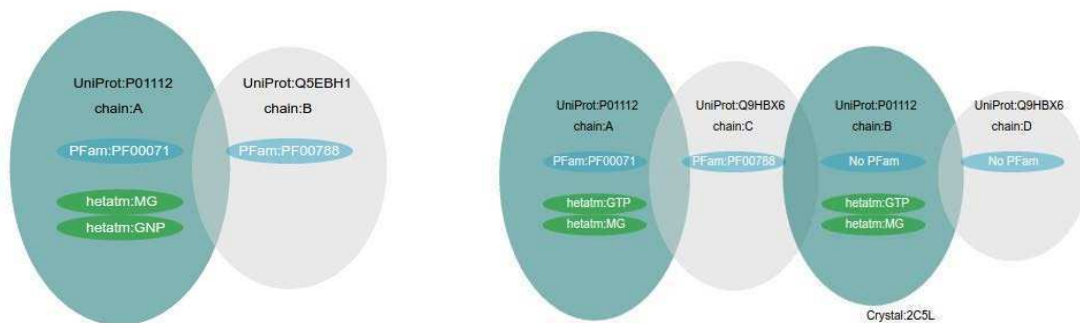 UniProt:P01112
chain:A
PFam:PF00071
hetatm:MG
hetatm:GNP
UniProt:Q5EBH1
chain:B
PFam:PF00788
UniProt:P01112
chain:A
PFam:PF00071
hetatm:GTP
hetatm:MG
UniProt:Q9HBX6
chain:C
PFam:PF00788
UniProt:P01112
chain:B
No PFam
hetatm:GTP
hetatm:MG
UniProt:Q9HBX6
chain:D
No PFam
Crystal:2C5L